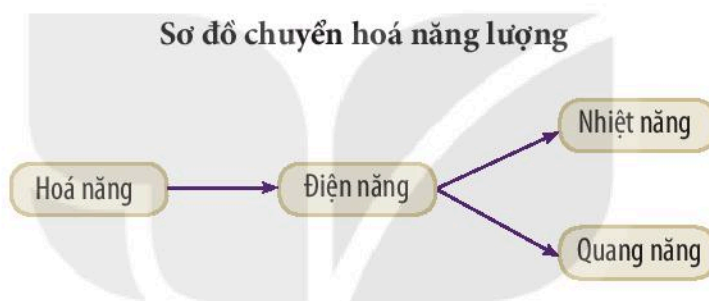 Sơ đồ chuyển hoá năng lượng
Nhiệt năng
Hoá năng
Điện năng
Quang năng